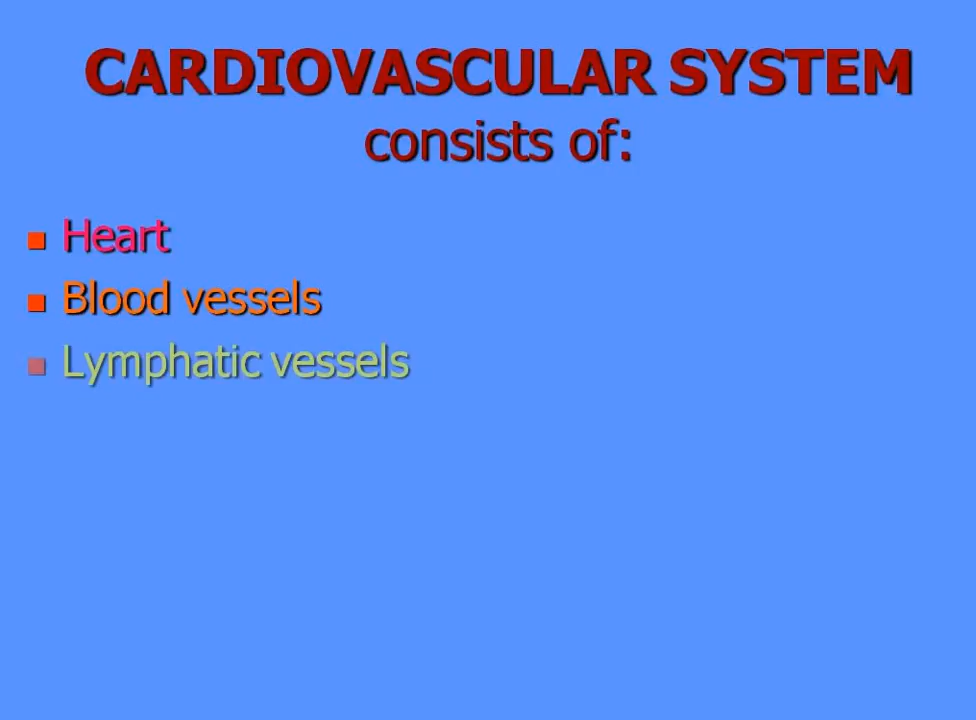 CARDIOVASCULAR SYSTEM
consists of:
Heart
Blood vessels
Lymphatic vessels